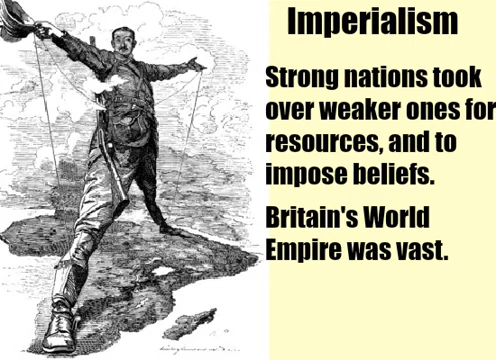 Imperialism
Strong nations took
over weaker ones for
resources, and to
impose beliefs.
Britain's World
Empire was vast.